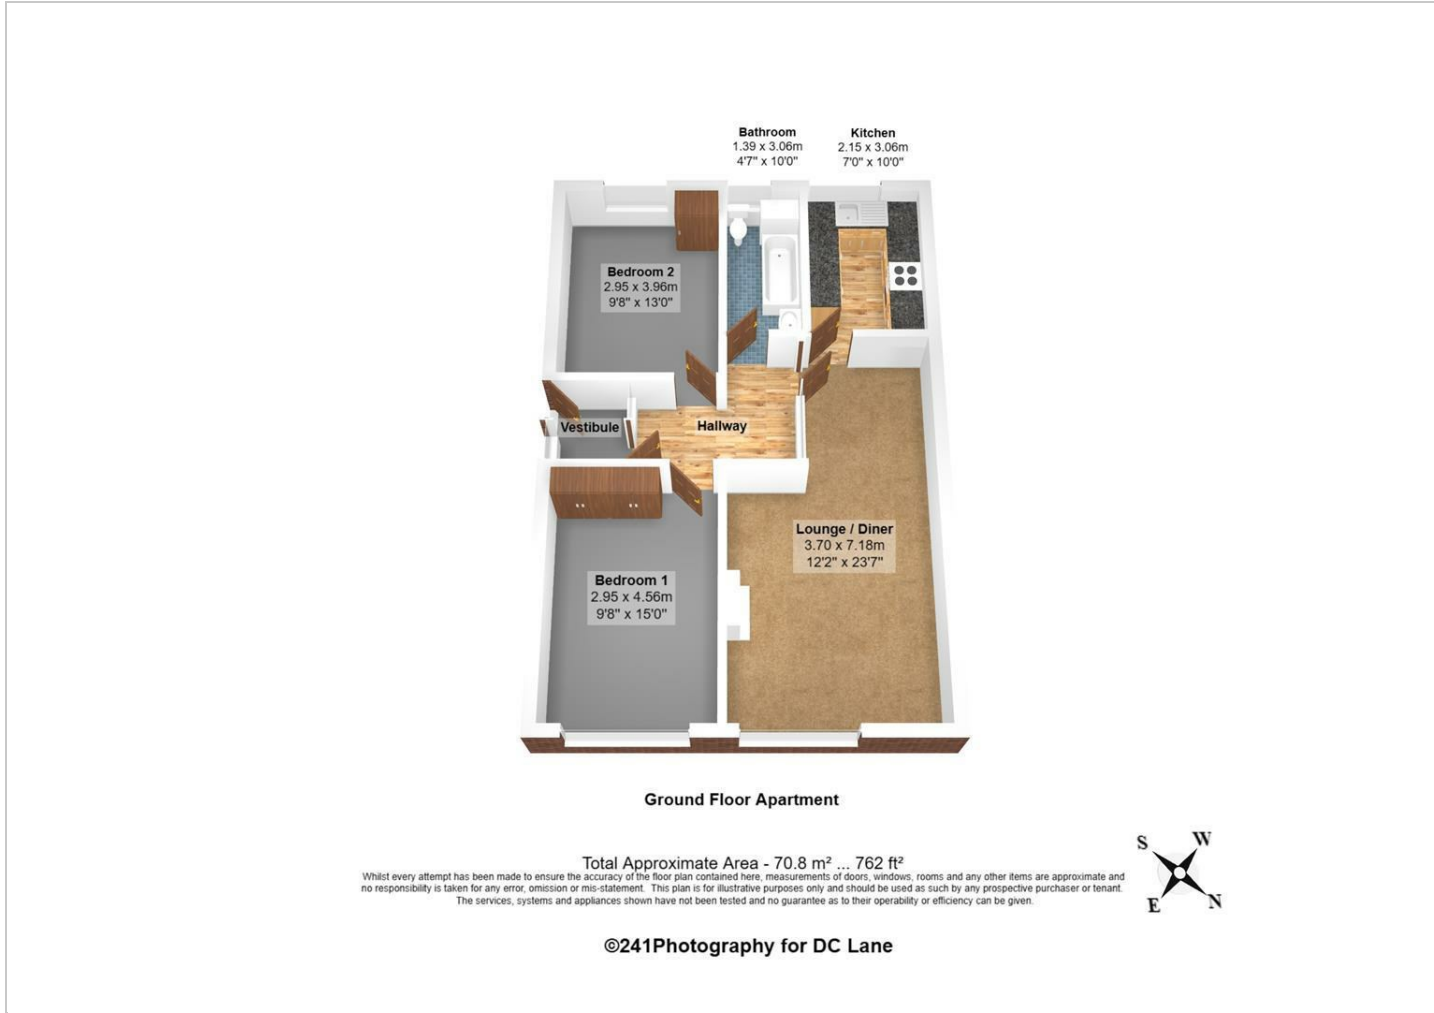 Bathroom
1.39 x 3.06m
4'7" x 10'0"
Kitchen
2.15 x 3.06m
7'0" x 10'0"
Bedroom 2
2.95 x 3.96m
9'8" x 13'0"
Vestibule
Hallway
Lounge / Diner
3.70 x 7.18m
12'2" x 23'7"
Bedroom 1
2.95 x 4.56m
9'8" x 15'0"
Ground Floor Apartment
Total Approximate Area - 70.8 m² ... 762 ft²
Whilst every attempt has been made to ensure the accuracy of the floor plan contained here, measurements of doors, windows, rooms and any other items are approximate and
no responsibility is taken for any error, omission or mis-statement. This plan is for illustrative purposes only and should be used as such by any prospective purchaser or tenant.
The services, systems and appliances shown have not been tested and no guarantee as to their operability or efficiency can be given.
S W
E N
©241Photography for DC Lane